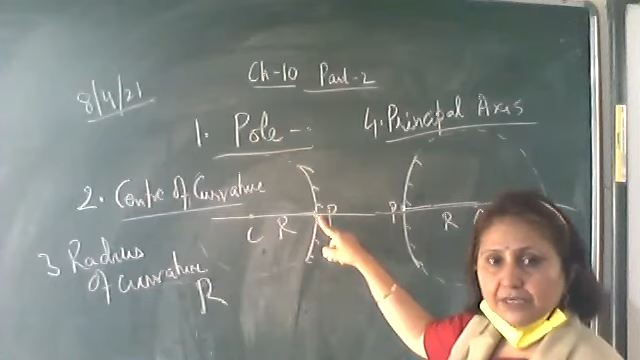 Ch-10 Part-2
8/4/21
1. Pole -
4. Principal Axis
2. Centre of Curvature
P
P
C R
R
3 Radius
of curvature
R